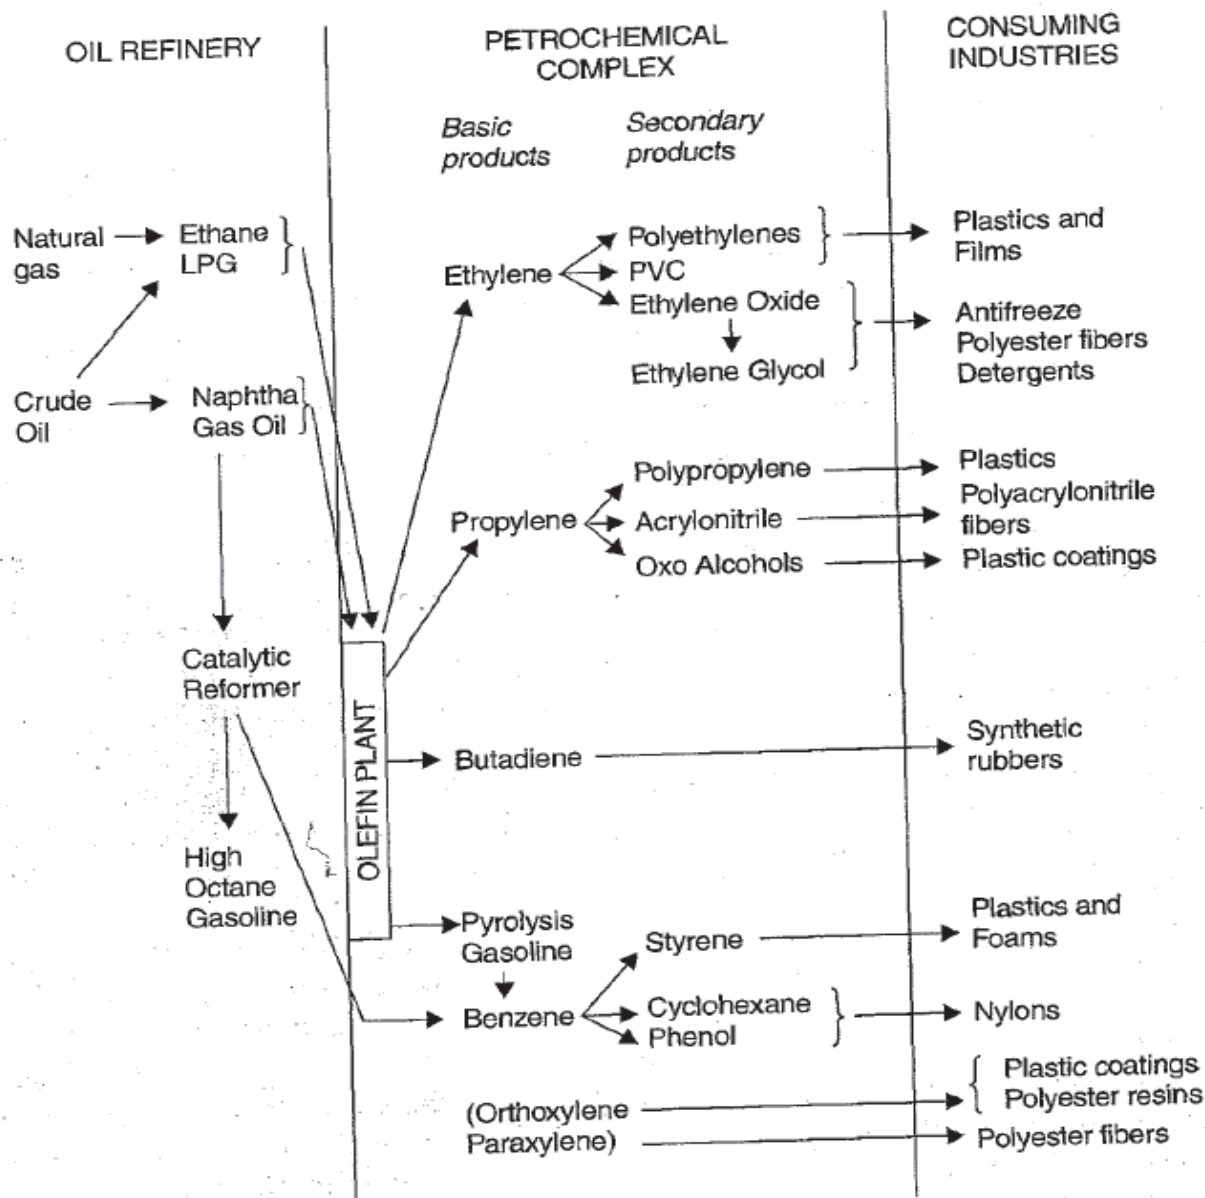 OIL REFINERY
PETROCHEMICAL
COMPLEX
CONSUMING
INDUSTRIES
Basic
products
Secondary
products
Natural
gas
Ethane
LPG
Crude
Oil
Naphtha
Gas Oil
Catalytic
Reformer
High
Octane
Gasoline
OLEFIN PLANT
Ethylene
Polyethylenes
PVC
Ethylene Oxide
Ethylene Glycol
Plastics and
Films
Antifreeze
Polyester fibers
Detergents
Propylene
Polypropylene
Acrylonitrile
Oxo Alcohols
Plastics
Polyacrylonitrile
fibers
Plastic coatings
Butadiene
Synthetic
rubbers
Pyrolysis
Gasoline
Benzene
Styrene
Cyclohexane
Phenol
Plastics and
Foams
Nylons
(Orthoxylene
Paraxylene)
Plastic coatings
Polyester resins
Polyester fibers